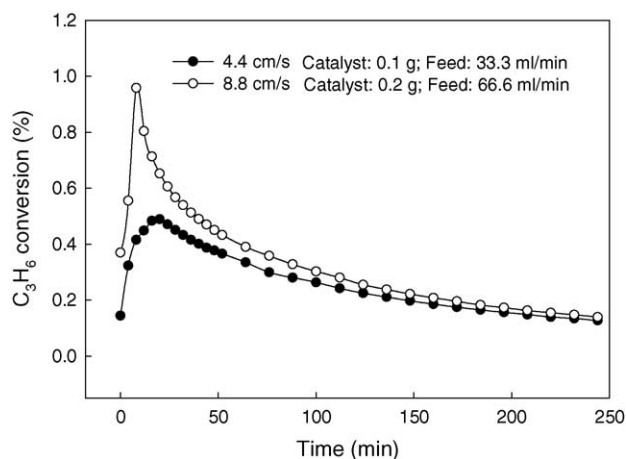 1.2
1.0
0.8
0.6
0.4
0.2
0.0
C₃H₆ conversion (%)
4.4 cm/s Catalyst: 0.1 g; Feed: 33.3 ml/min
8.8 cm/s Catalyst: 0.2 g; Feed: 66.6 ml/min
0 50 100 150 200 250
Time (min)